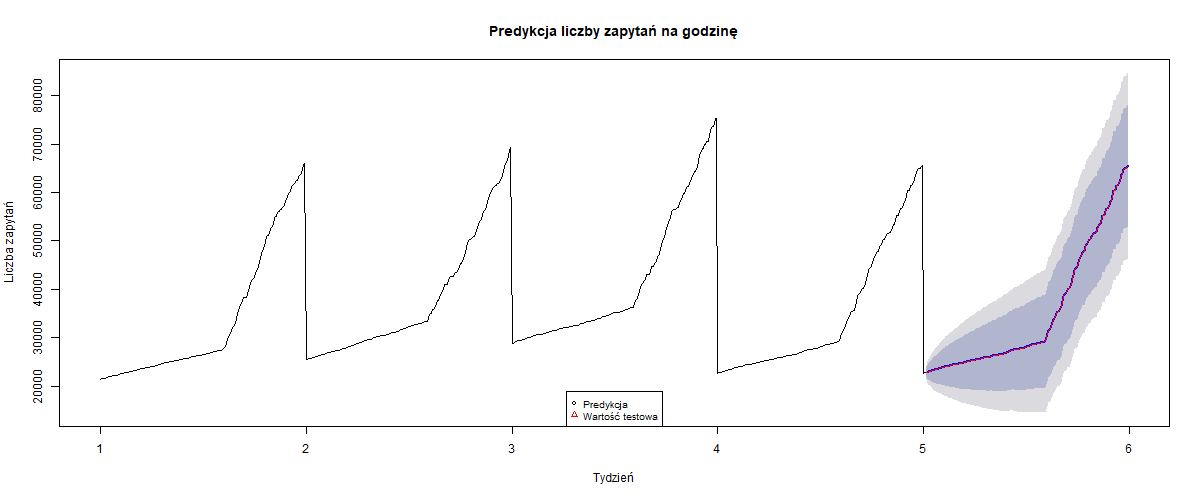 Predykcja liczby zapytań na godzinę
Liczba zapytań
80000
70000
60000
50000
40000
30000
20000
Predykcja
Wartość testowa
1 2 3 4 5 6
Tydzień